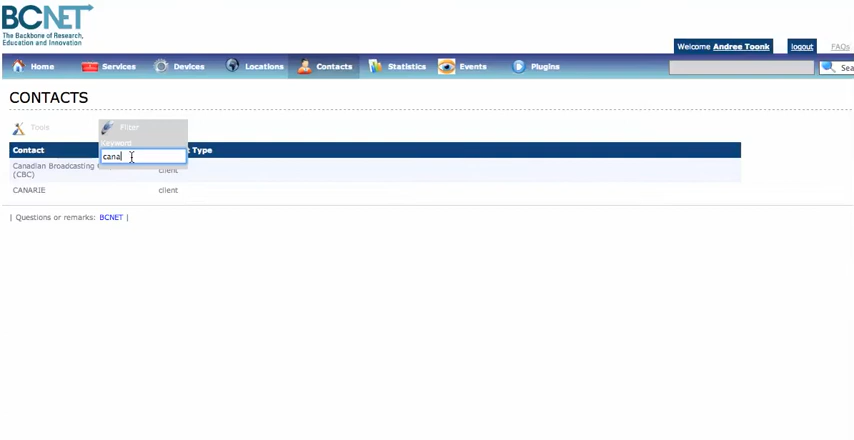 BCNET
The Backbone of Research,
Education and Innovation
Welcome Andree Toonk
logout
FAQs
Home
Services
Devices
Locations
Contacts
Statistics
Events
Plugins
Sea
CONTACTS
Tools
Filter
Keyword
Contact
t Type
cana
Canadian Broadcasting
(CBC)
client
CANARIE
client
| Questions or remarks: BCNET |